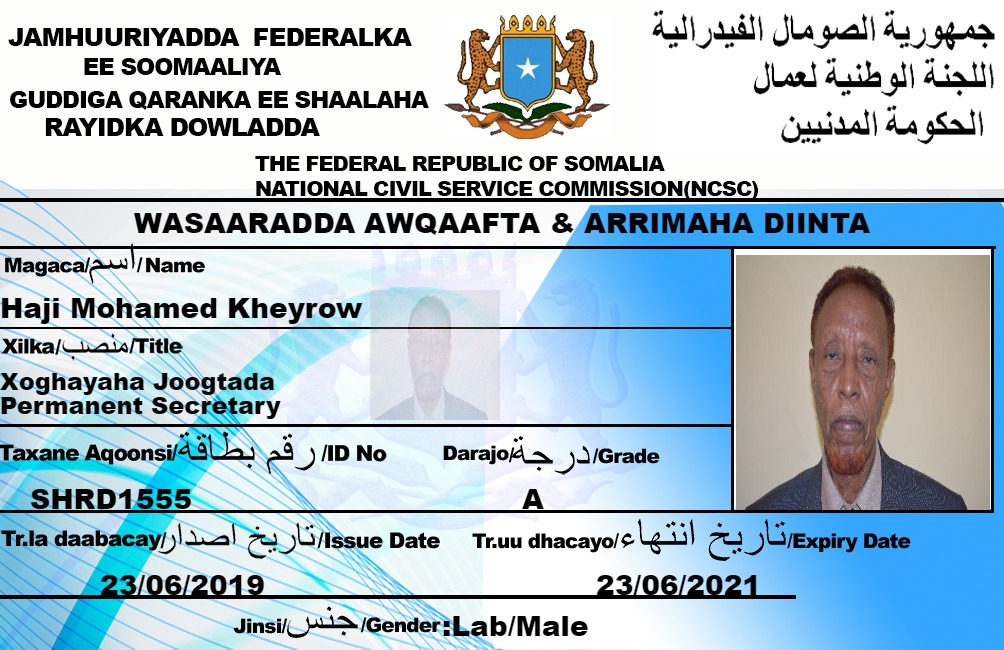 JAMHUURIYADDA FEDERALKA
EE SOOMAALIYA
GUDDIGA QARANKA EE SHAALAHA
RAYIDKA DOWLADDA
جمهورية الصومال الفيدرالية
اللجنة الوطنية لعمال
الحكومة المدنيين
THE FEDERAL REPUBLIC OF SOMALIA
NATIONAL CIVIL SERVICE COMMISSION(NCSC)
WASAARADDA AWQAAFTA & ARRIMAHA DIINTA
Magaca/اسم/Name
Haji Mohamed Kheyrow
Xilka/منصب/Title
Xoghayaha Joogtada
Permanent Secretary
Taxane Aqoonsi/رقم بطاقة/ID No
SHRD1555
Darajo/درجة/Grade
A
Tr.la daabacay/تاريخ اصدار/Issue Date
23/06/2019
Tr.uu dhacayo/تاريخ انتهاء/Expiry Date
23/06/2021
Jinsi/جنس/Gender:Lab/Male